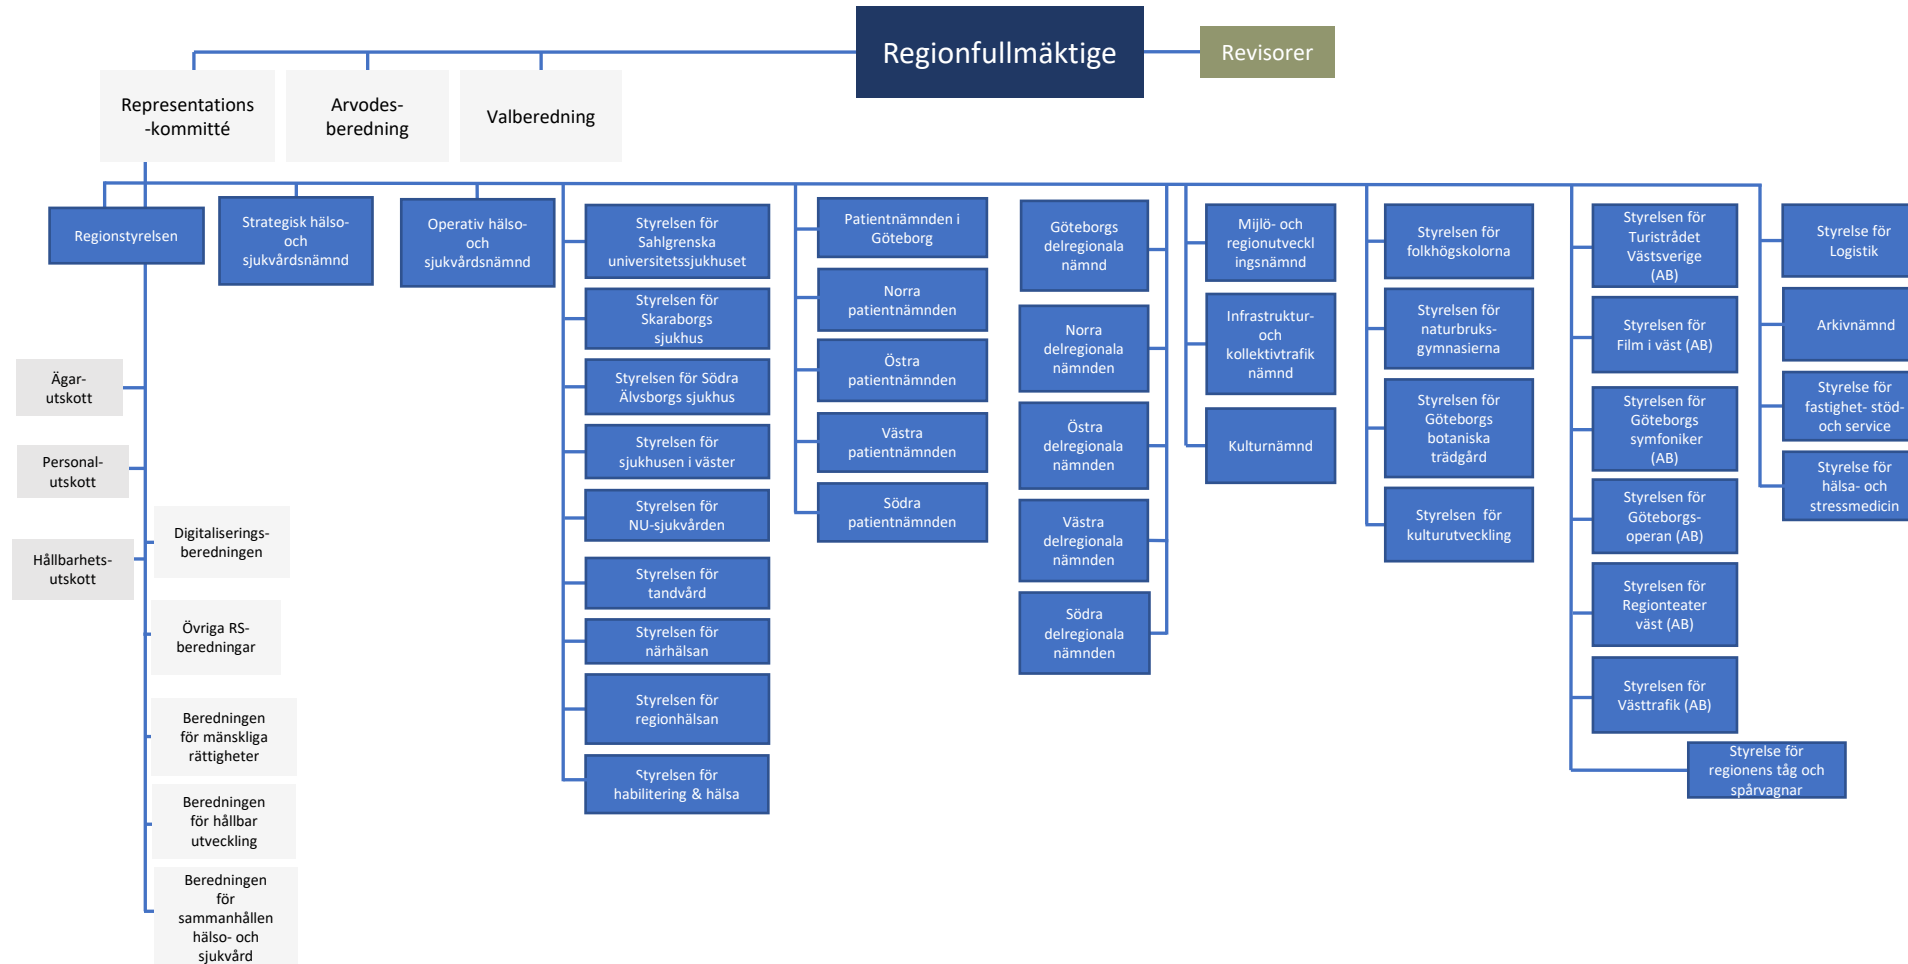 Regionfullmäktige
Revisorer
Representations
-kommitté
Arvodes-
beredning
Valberedning
Regionstyrelsen
Strategisk hälso-
och
sjukvårdsnämnd
Operativ hälso-
och
sjukvårdsnämnd
Ägar-
utskott
Personal-
utskott
Hållbarhets-
utskott
Digitaliserings-
beredningen
Övriga RS-
beredningar
Beredningen
för mänskliga
rättigheter
Beredningen
för hållbar
utveckling
Beredningen
för
sammanhållen
hälso- och
sjukvård
Styrelsen för
Sahlgrenska
universitetssjukhuset
Styrelsen för
Skaraborgs
sjukhus
Styrelsen för Södra
Älvsborgs sjukhus
Styrelsen för
sjukhusen i väster
Styrelsen för
NU-sjukvården
Styrelsen för
tandvård
Styrelsen för
närhälsan
Styrelsen för
regionhälsan
Styrelsen för
habilitering & hälsa
Patientnämnden i
Göteborg
Norra
patientnämnden
Östra
patientnämnden
Västra
patientnämnden
Södra
patientnämnden
Göteborgs
delregionala
nämnd
Norra
delregionala
nämnden
Östra
delregionala
nämnden
Västra
delregionala
nämnden
Södra
delregionala
nämnden
Mijlö- och
regionutveckl
ingsnämnd
Infrastruktur-
och
kollektivtrafik
nämnd
Kulturnämnd
Styrelsen för
folkhögskolorna
Styrelsen för
naturbruks-
gymnasierna
Styrelsen för
Göteborgs
botaniska
trädgård
Styrelsen för
kulturutveckling
Styrelsen för
Turistrådet
Västsverige
(AB)
Styrelsen för
Film i väst (AB)
Styrelsen för
Göteborgs
symfoniker
(AB)
Styrelsen för
Göteborgs-
operan (AB)
Styrelsen för
Regionteater
väst (AB)
Styrelsen för
Västtrafik (AB)
Styrelse för
regionens tåg och
spårvagnar
Styrelse för
Logistik
Arkivnämnd
Styrelse för
fastighet- stöd-
och service
Styrelse för
hälsa- och
stressmedicin